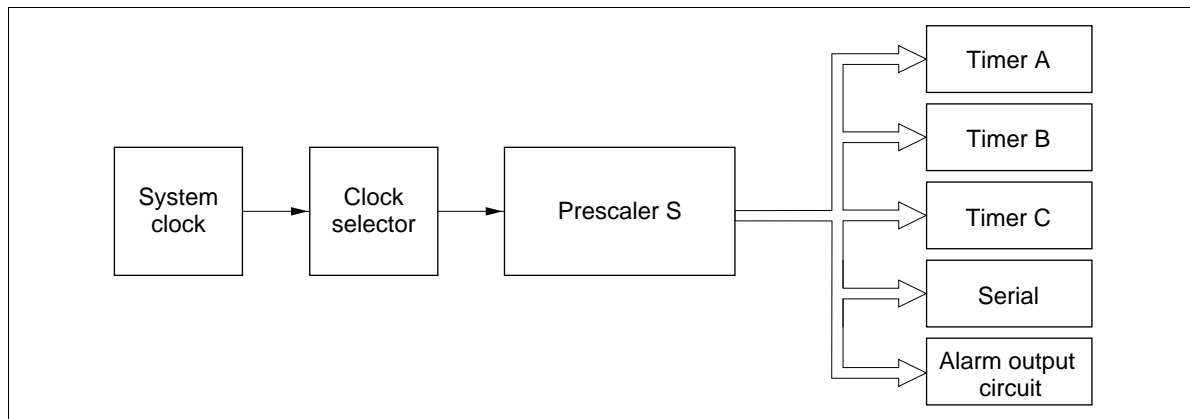 System
clock
Clock
selector
Prescaler S
Timer A
Timer B
Timer C
Serial
Alarm output
circuit